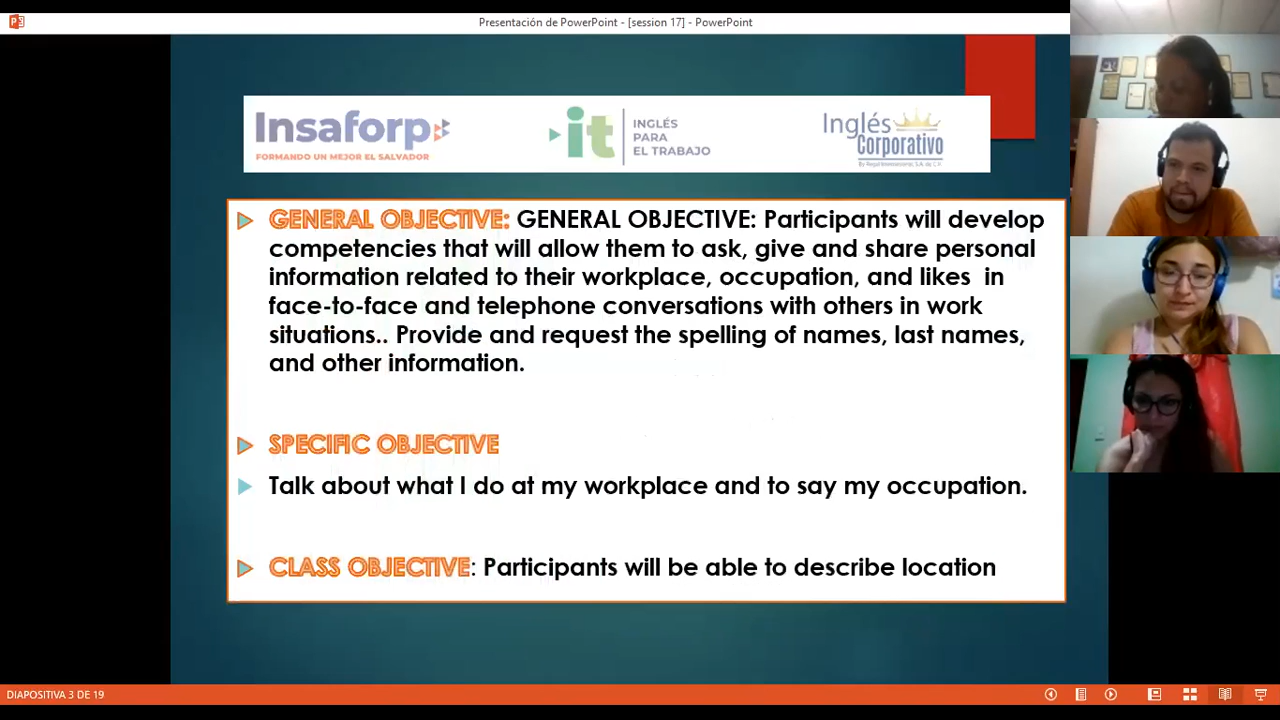 Presentación de PowerPoint - [session 17] - PowerPoint
Insaforp
FORMANDO UN MEJOR EL SALVADOR
it
INGLÉS
PARA
EL TRABAJO
Inglés
Corporativo
GENERAL OBJECTIVE: GENERAL OBJECTIVE: Participants will develop
competencies that will allow them to ask, give and share personal
information related to their workplace, occupation, and likes in
face-to-face and telephone conversations with others in work
situations.. Provide and request the spelling of names, last names,
and other information.
SPECIFIC OBJECTIVE
Talk about what I do at my workplace and to say my occupation.
CLASS OBJECTIVE: Participants will be able to describe location
DIAPOSITIVA 3 DE 19